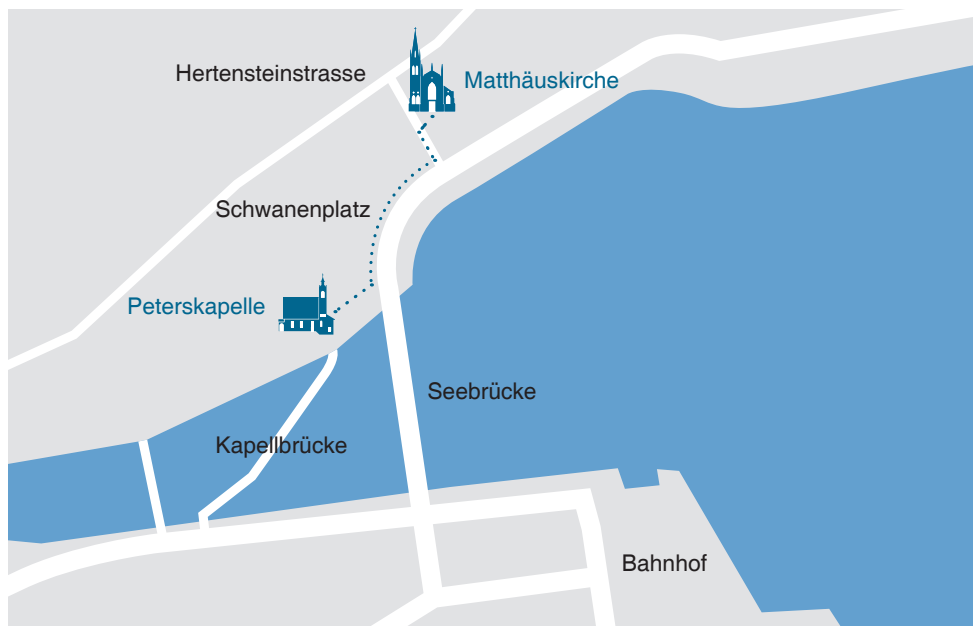 Hertensteinstrasse
Matthäuskirche
Schwanenplatz
Peterskapelle
Seebrücke
Kapellbrücke
Bahnhof